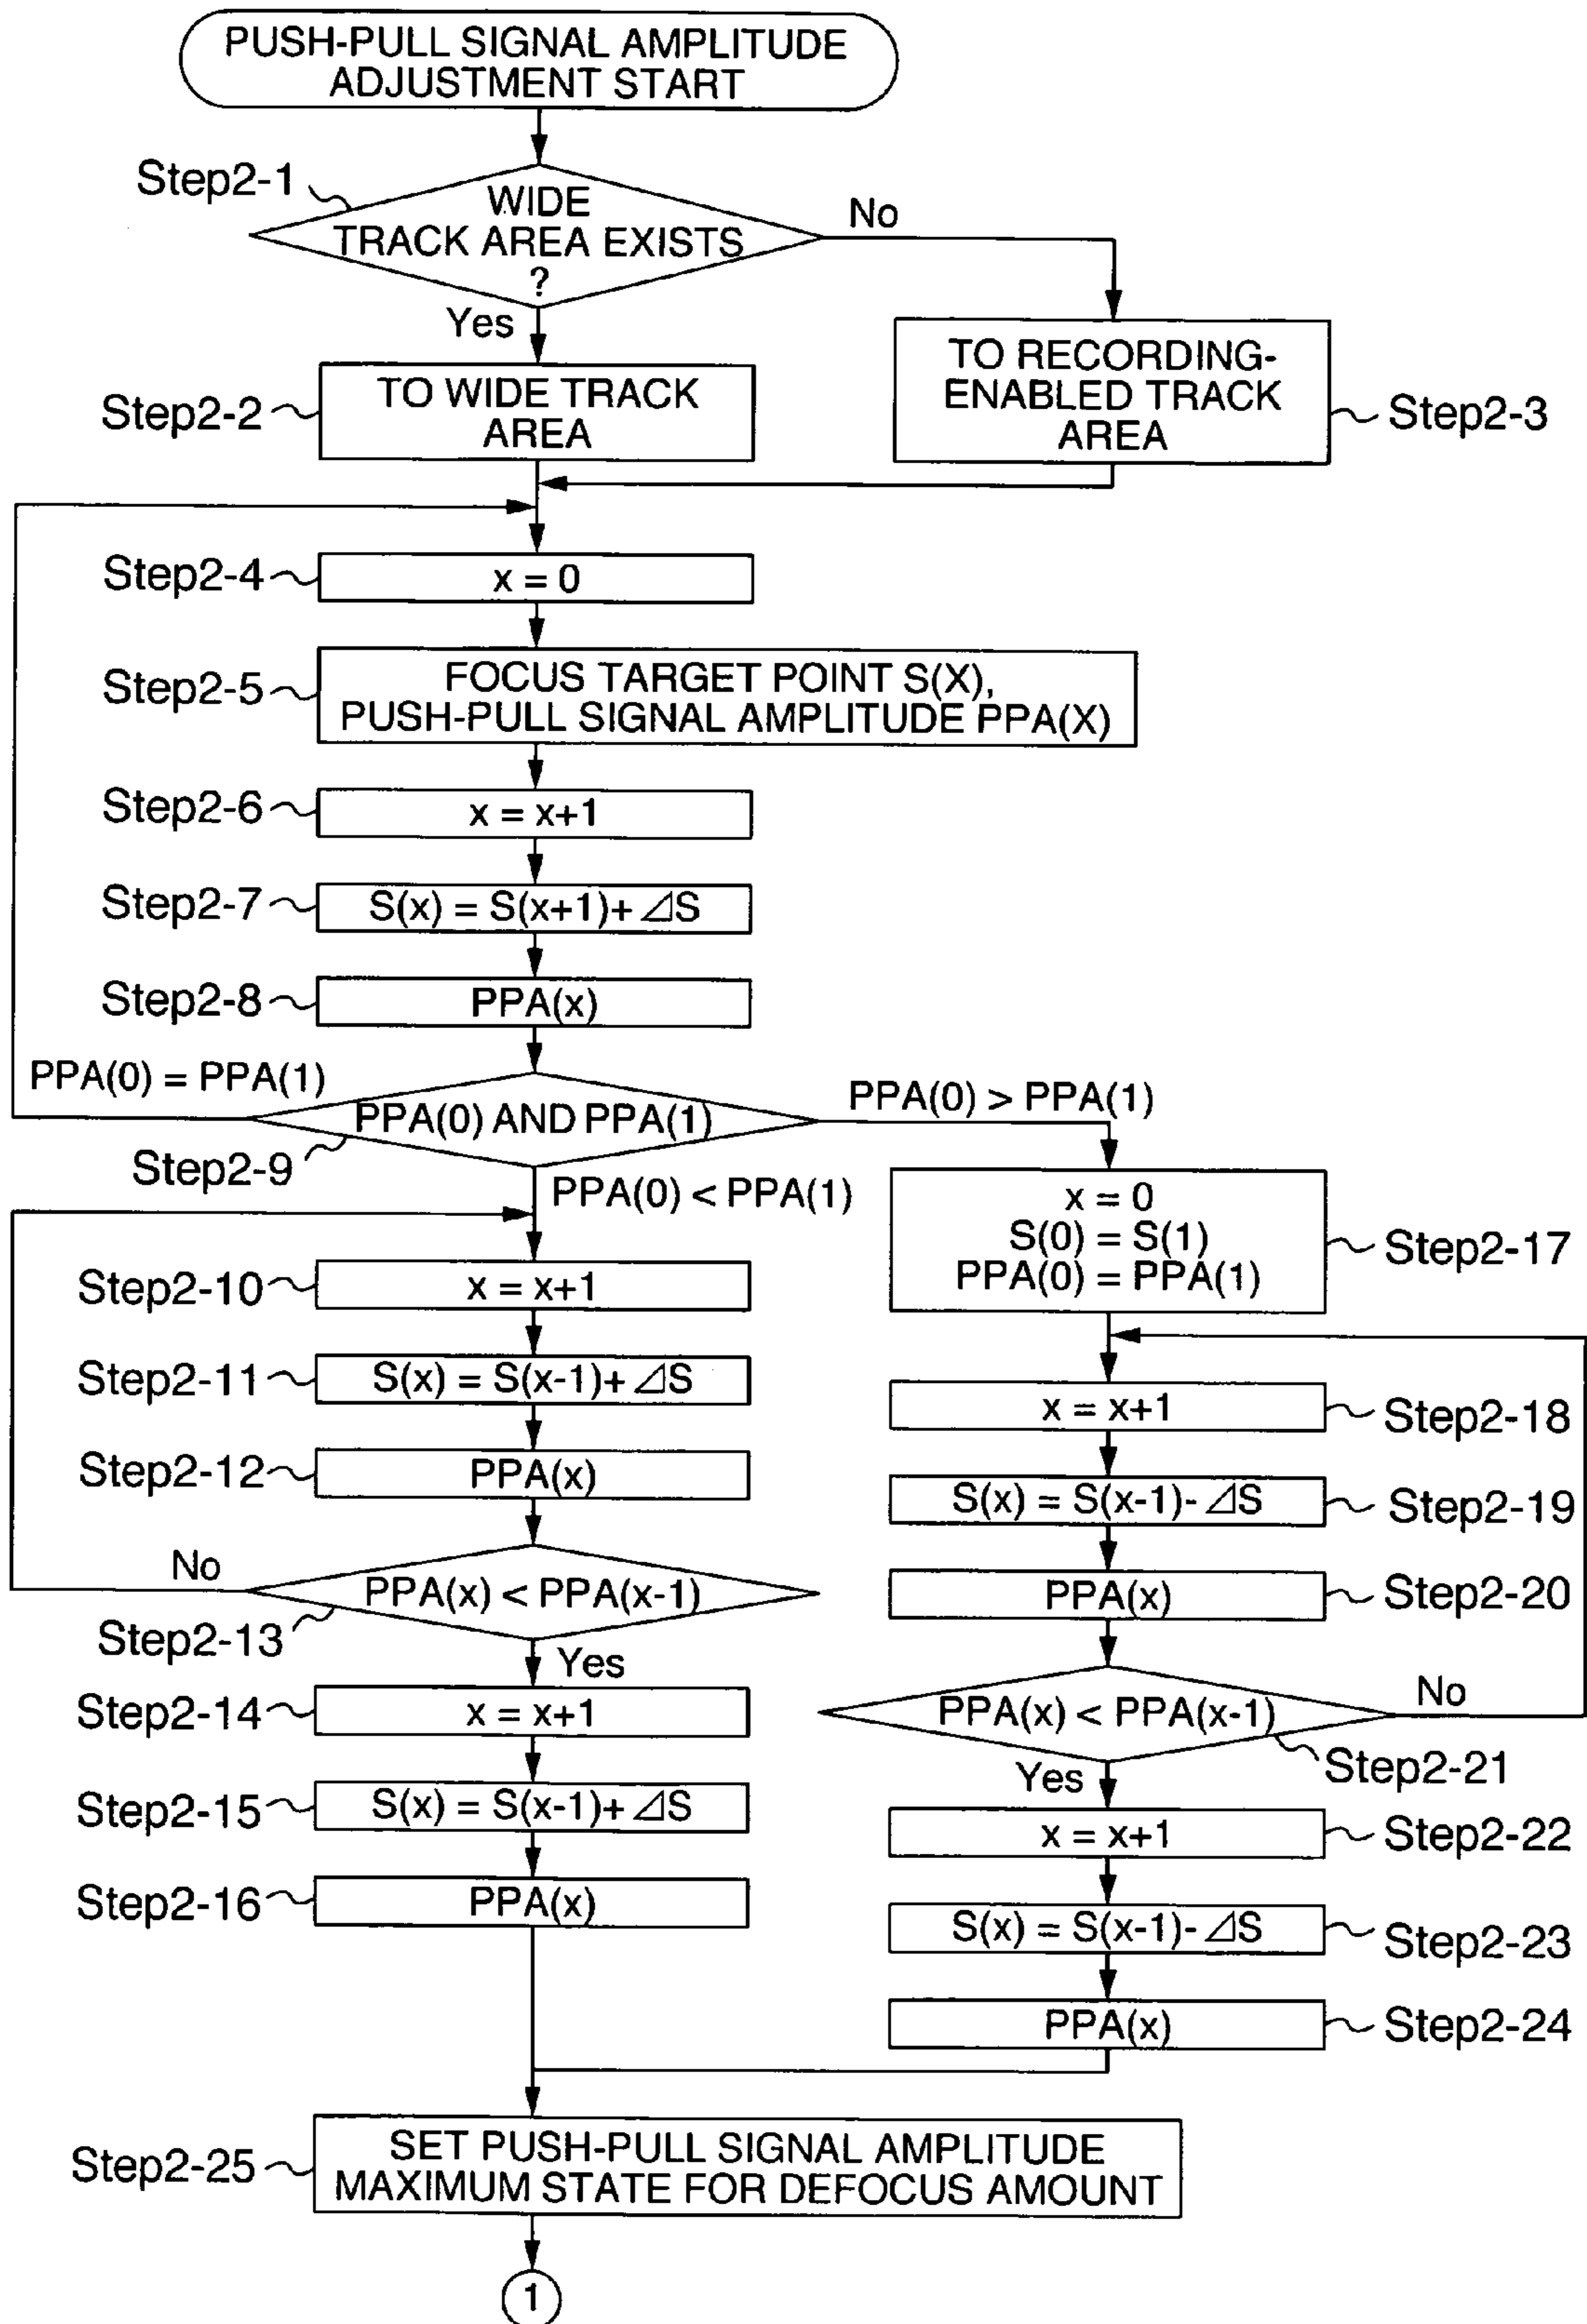 PUSH-PULL SIGNAL AMPLITUDE
ADJUSTMENT START
Step2-1
WIDE
TRACK AREA EXISTS
?
No
Yes
Step2-2
TO WIDE TRACK
AREA
TO RECORDING-
ENABLED TRACK
AREA
Step2-3
Step2-4
x = 0
Step2-5
FOCUS TARGET POINT S(X),
PUSH-PULL SIGNAL AMPLITUDE PPA(X)
Step2-6
x = x+1
Step2-7
S(x) = S(x+1)+ ⊿S
Step2-8
PPA(x)
PPA(0) = PPA(1)
PPA(0) AND PPA(1)
PPA(0) > PPA(1)
Step2-9
PPA(0) < PPA(1)
Step2-10
x = x+1
Step2-11
S(x) = S(x-1)+ ⊿S
Step2-12
PPA(x)
No
PPA(x) < PPA(x-1)
Step2-13
Yes
Step2-14
x = x+1
Step2-15
S(x) = S(x-1)+ ⊿S
Step2-16
PPA(x)
x = 0
S(0) = S(1)
PPA(0) = PPA(1)
Step2-17
x = x+1
Step2-18
S(x) = S(x-1)- ⊿S
Step2-19
PPA(x)
Step2-20
PPA(x) < PPA(x-1)
No
Step2-21
Yes
x = x+1
Step2-22
S(x) = S(x-1)- ⊿S
Step2-23
PPA(x)
Step2-24
Step2-25
SET PUSH-PULL SIGNAL AMPLITUDE
MAXIMUM STATE FOR DEFOCUS AMOUNT
1